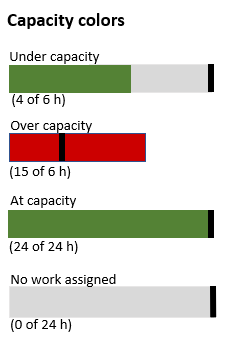 Capacity colors
Under capacity
(4 of 6 h)
Over capacity
(15 of 6 h)
At capacity
(24 of 24 h)
No work assigned
(0 of 24 h)